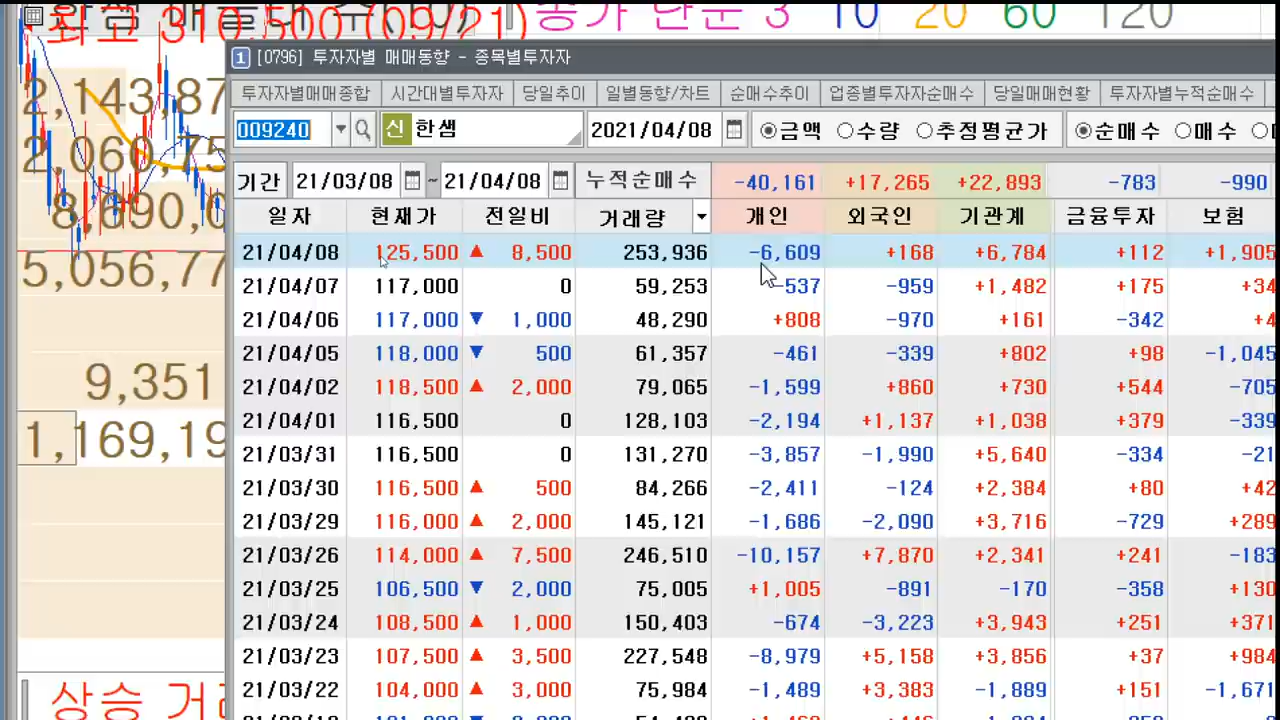 최고 310,500 (09/21)
종가 단순 3 10 20 60 120
2,143,87
2,060,75
8,690,0
5,056,77
9,351
1,169,19
상승 거래
1 [0796] 투자자별 매매동향 - 종목별투자자
투자자별매매종합 시간대별투자자 당일추이 일별동향/차트 순매수추이 업종별투자자순매수 당일매매현황 투자자별누적순매수
009240 신 한샘 2021/04/08 금액 수량 추정평균가 순매수 매수
기간 21/03/08 ~ 21/04/08 누적순매수 -40,161 +17,265 +22,893 -783 -990
일자 현재가 전일비 거래량 개인 외국인 기관계 금융투자 보험
21/04/08 125,500 ▲ 8,500 253,936 -6,609 +168 +6,784 +112 +1,905
21/04/07 117,000 0 59,253 -537 -959 +1,482 +175 +34
21/04/06 117,000 ▼ 1,000 48,290 +808 -970 +161 -342 +4
21/04/05 118,000 ▼ 500 61,357 -461 -339 +802 +98 -1,045
21/04/02 118,500 ▲ 2,000 79,065 -1,599 +860 +730 +544 -705
21/04/01 116,500 0 128,103 -2,194 +1,137 +1,038 +379 -339
21/03/31 116,500 0 131,270 -3,857 -1,990 +5,640 -334 -21
21/03/30 116,500 ▲ 500 84,266 -2,411 -124 +2,384 +80 +42
21/03/29 116,000 ▲ 2,000 145,121 -1,686 -2,090 +3,716 -729 +289
21/03/26 114,000 ▲ 7,500 246,510 -10,157 +7,870 +2,341 +241 -183
21/03/25 106,500 ▼ 2,000 75,005 +1,005 -891 -170 -358 +130
21/03/24 108,500 ▲ 1,000 150,403 -674 -3,223 +3,943 +251 +371
21/03/23 107,500 ▲ 3,500 227,548 -8,979 +5,158 +3,856 +37 +984
21/03/22 104,000 ▲ 3,000 75,984 -1,489 +3,383 -1,889 +151 -1,671